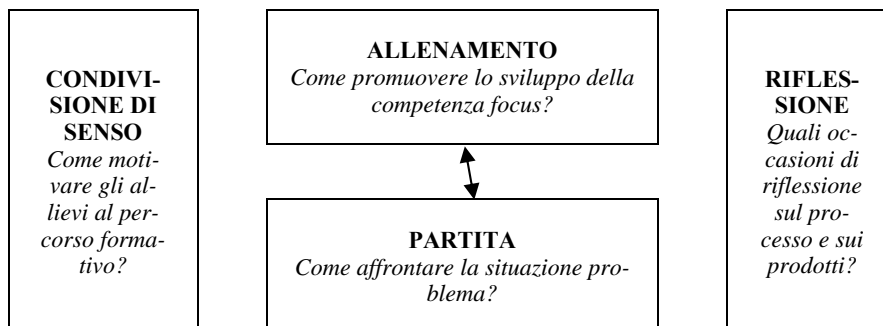 CONDIVI-
SIONE DI
SENSO
Come moti-
vare gli al-
lievi al per-
corso forma-
tivo?
ALLENAMENTO
Come promuovere lo sviluppo della
competenza focus?
PARTITA
Come affrontare la situazione pro-
blema?
RIFLES-
SIONE
Quali oc-
casioni di
riflessione
sul pro-
cesso e sui
prodotti?